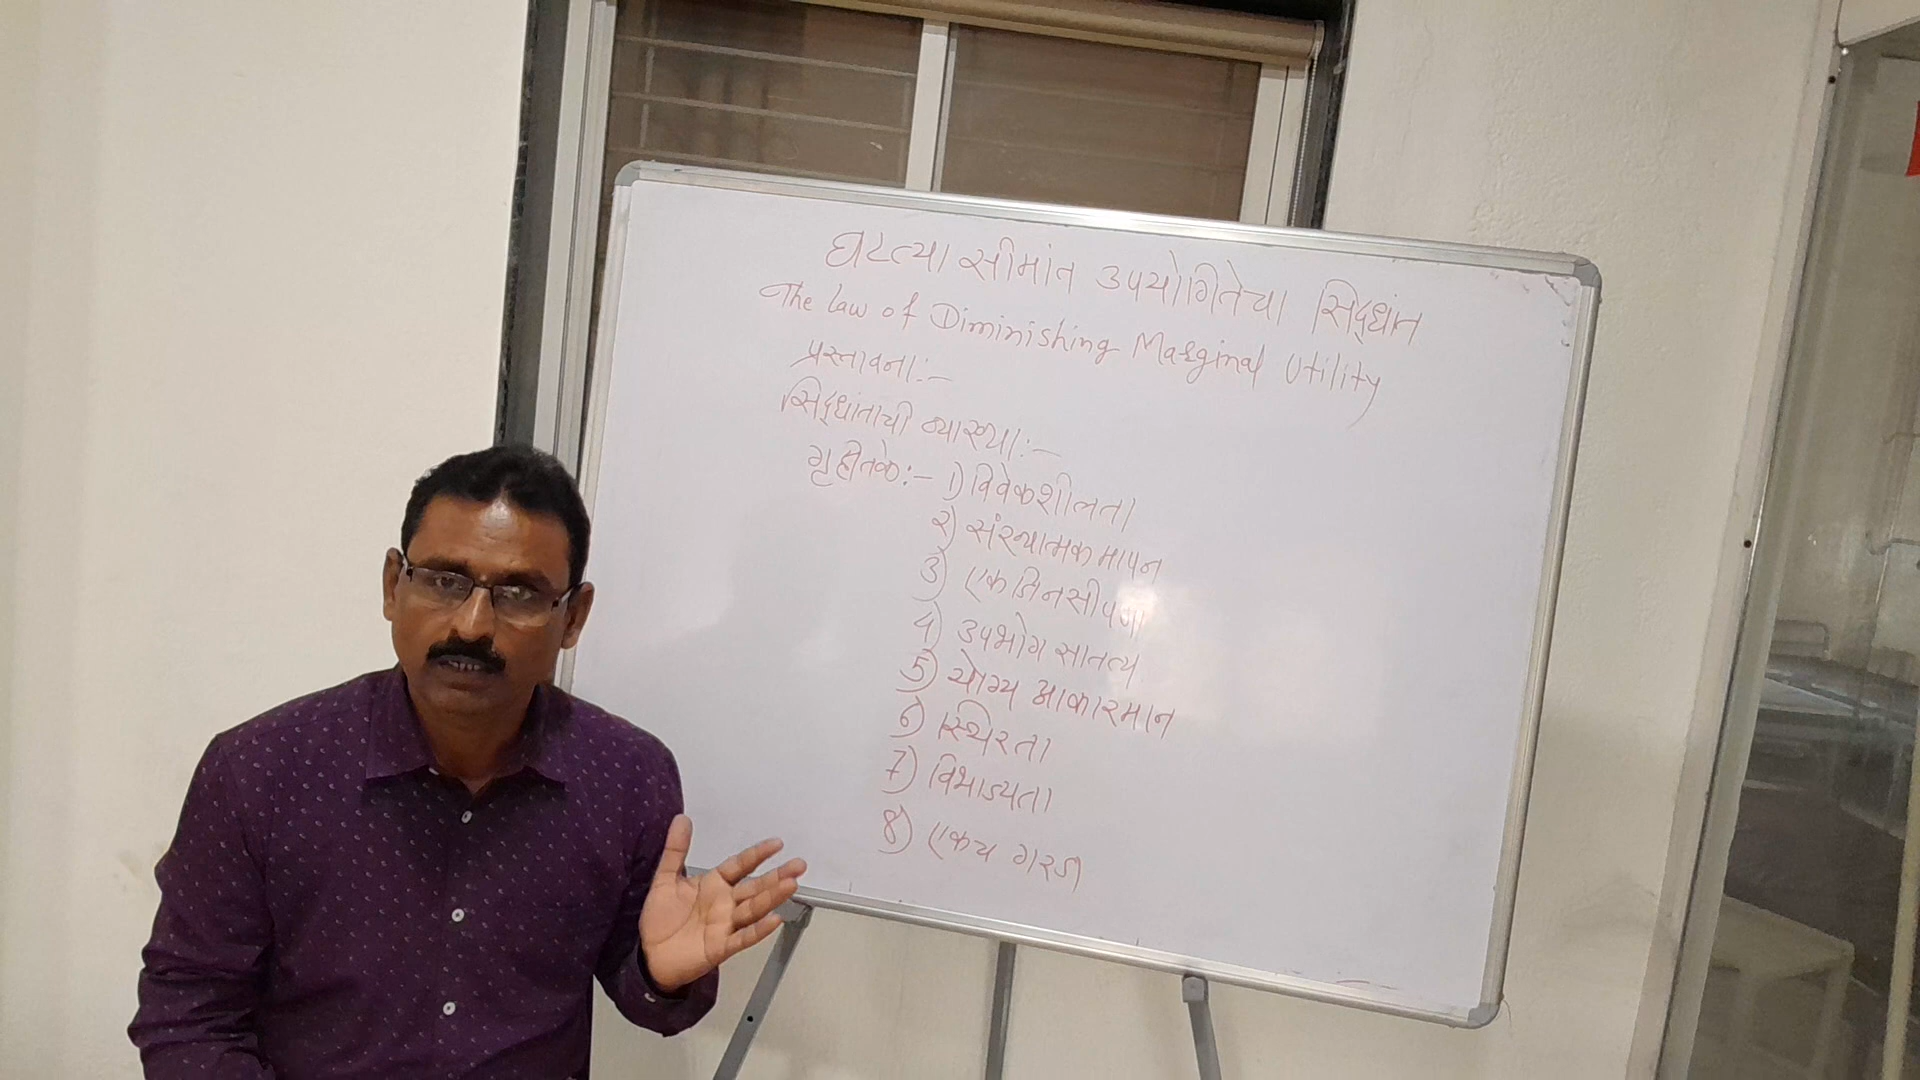 घटत्या सीमांत उपयोगितेचा सिद्धांत
The law of Diminishing Marginal Utility
प्रस्तावना:-
सिद्धांताची व्याख्या:-
गृहीतके:- 1) विवेकशीलता
२) संख्यात्मक मापन
3) एकजिनसीपणा
4) उपभोग सातत्य
5) योग्य आकारमान
6) स्थिरता
7) विभाज्यता
8) एकच गरज